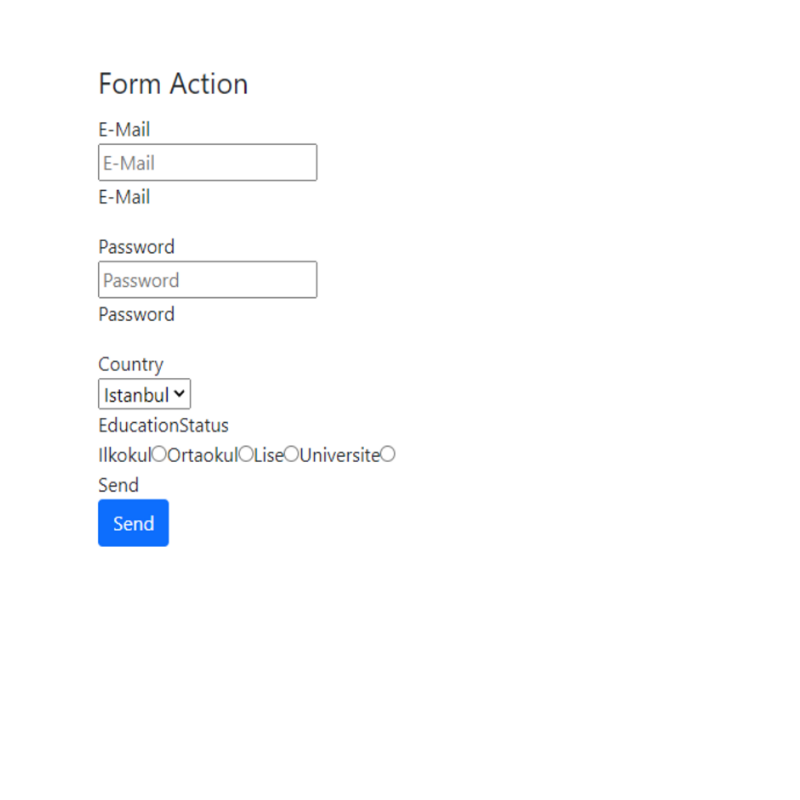 Form Action
E-Mail
E-Mail
E-Mail
Password
Password
Password
Country
Istanbul
EducationStatus
Ilkokul Ortaokul Lise Universite
Send
Send